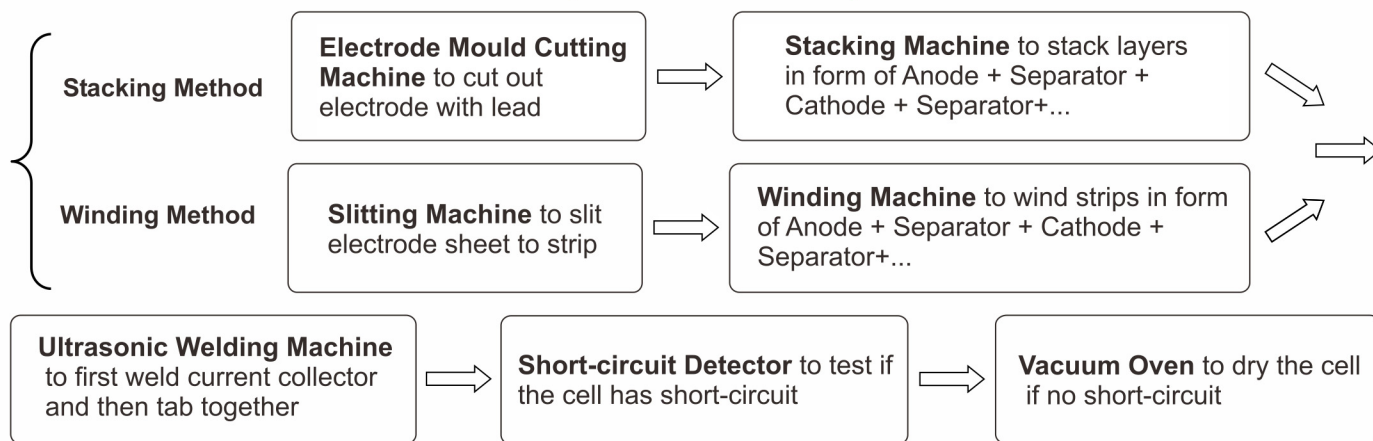 Stacking Method
Electrode Mould Cutting
Machine to cut out
electrode with lead
Stacking Machine to stack layers
in form of Anode + Separator +
Cathode + Separator+...
Winding Method
Slitting Machine to slit
electrode sheet to strip
Winding Machine to wind strips in form
of Anode + Separator + Cathode +
Separator+...
Ultrasonic Welding Machine
to first weld current collector
and then tab together
Short-circuit Detector to test if
the cell has short-circuit
Vacuum Oven to dry the cell
if no short-circuit